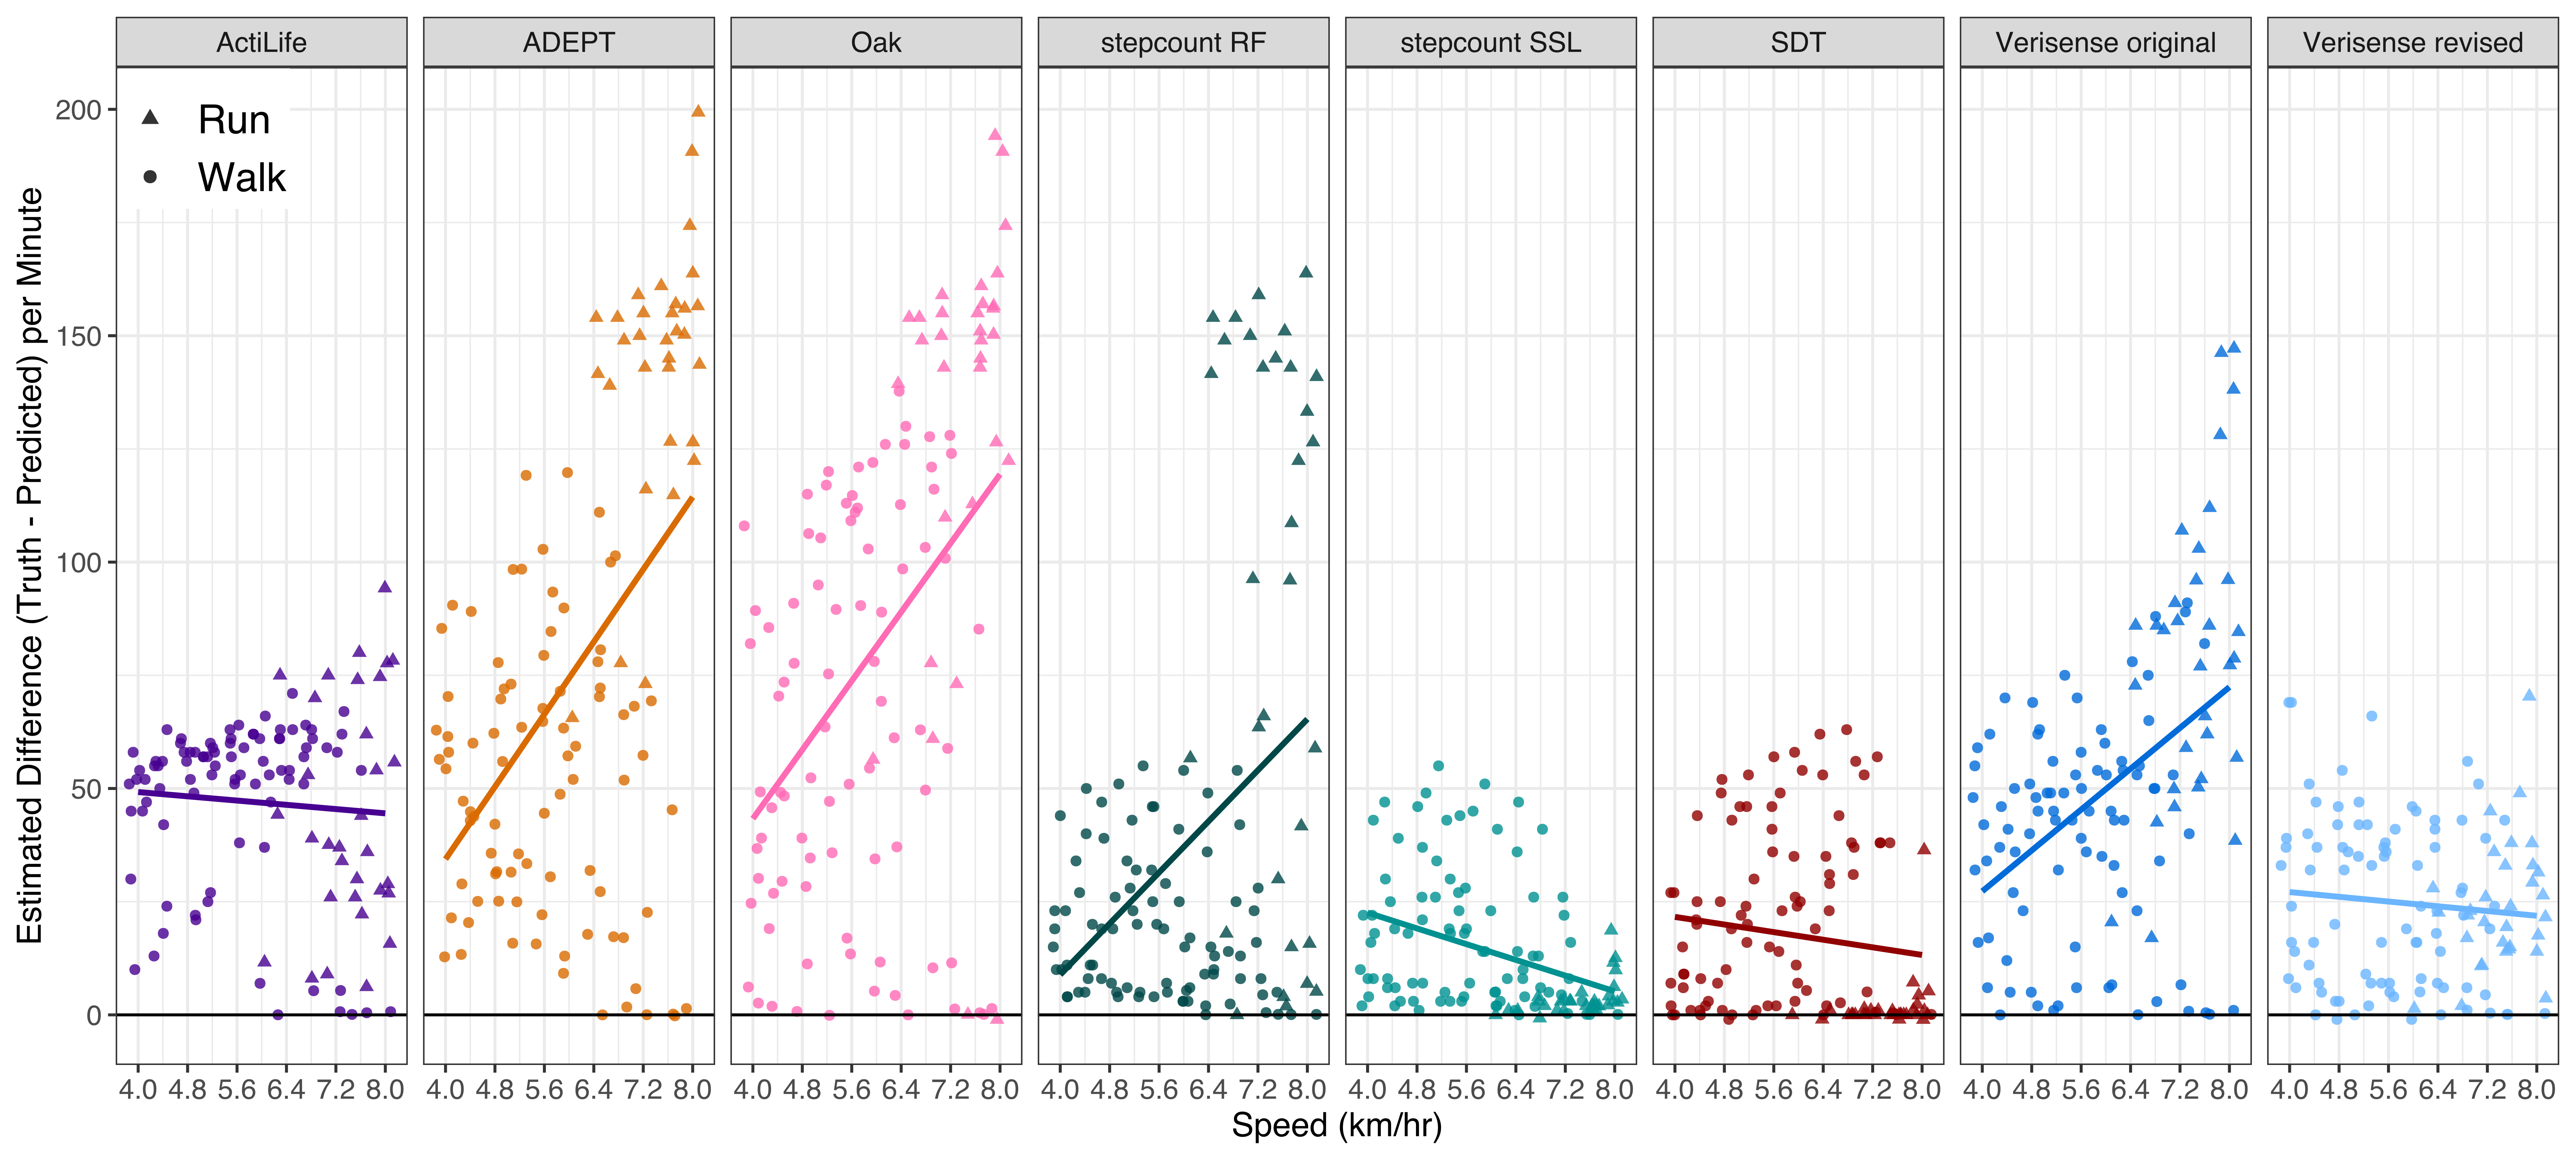 ActiLife ADEPT Oak stepcount RF stepcount SSL SDT Verisense original Verisense revised
Run
Walk
Estimated Difference (Truth - Predicted) per Minute
200
150
100
50
0
4.0 4.8 5.6 6.4 7.2 8.0 4.0 4.8 5.6 6.4 7.2 8.0 4.0 4.8 5.6 6.4 7.2 8.0 4.0 4.8 5.6 6.4 7.2 8.0 4.0 4.8 5.6 6.4 7.2 8.0 4.0 4.8 5.6 6.4 7.2 8.0 4.0 4.8 5.6 6.4 7.2 8.0 4.0 4.8 5.6 6.4 7.2 8.0
Speed (km/hr)